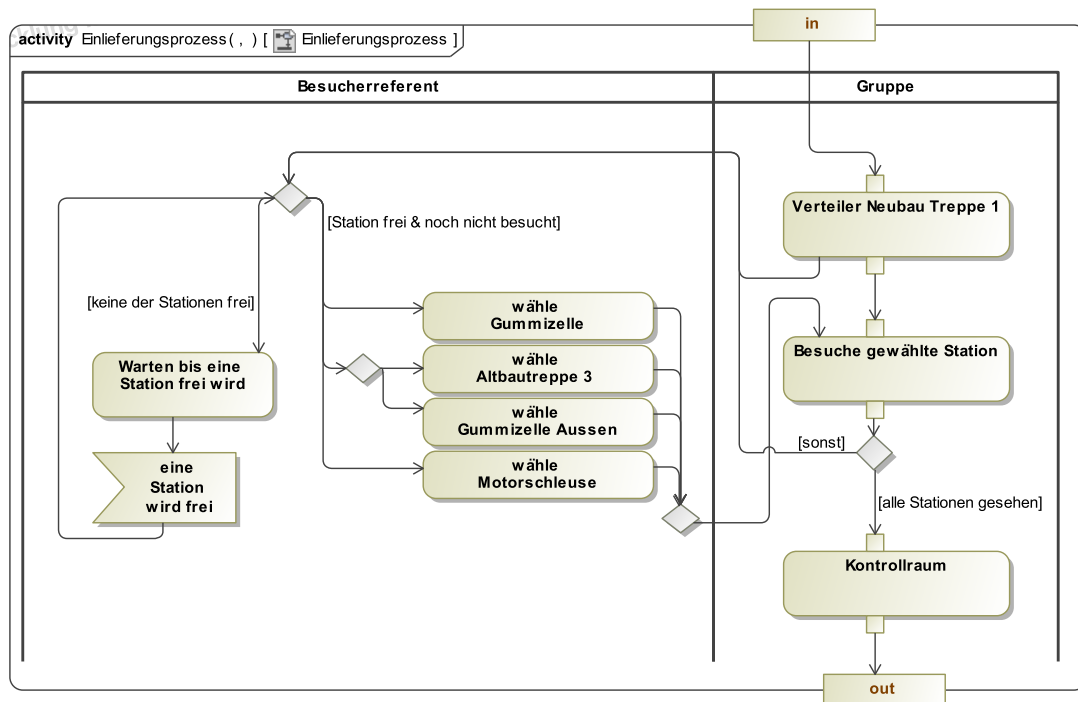 in
activity Einlieferungsprozess( , ) [ Einlieferungsprozess ]
Besucherreferent
Gruppe
Verteiler Neubau Treppe 1
[Station frei & noch nicht besucht]
[keine der Stationen frei]
wähle
Gummizelle
Warten bis eine
Station frei wird
wähle
Altbautreppe 3
Besuche gewählte Station
wähle
Gummizelle Aussen
[sonst]
eine
Station
wird frei
wähle
Motorschleuse
[alle Stationen gesehen]
Kontrollraum
out